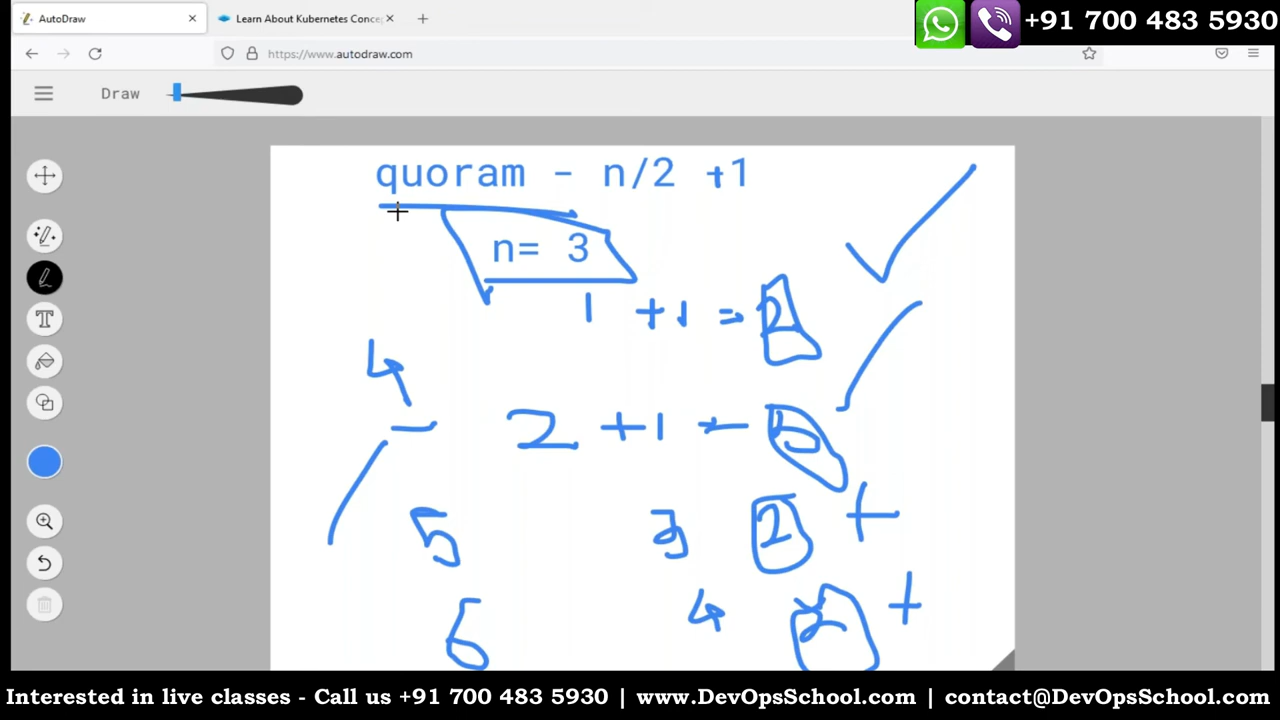 AutoDraw
Learn About Kubernetes Conce
+91 700 483 5930
https://www.autodraw.com
Draw
quoram - n/2 +1
n= 3
1 +1 = 2
4
- 2 +1 -
5 3 2 +
6 4 2 +
Interested in live classes - Call us +91 700 483 5930 | www.DevOpsSchool.com | contact@DevOpsSchool.com